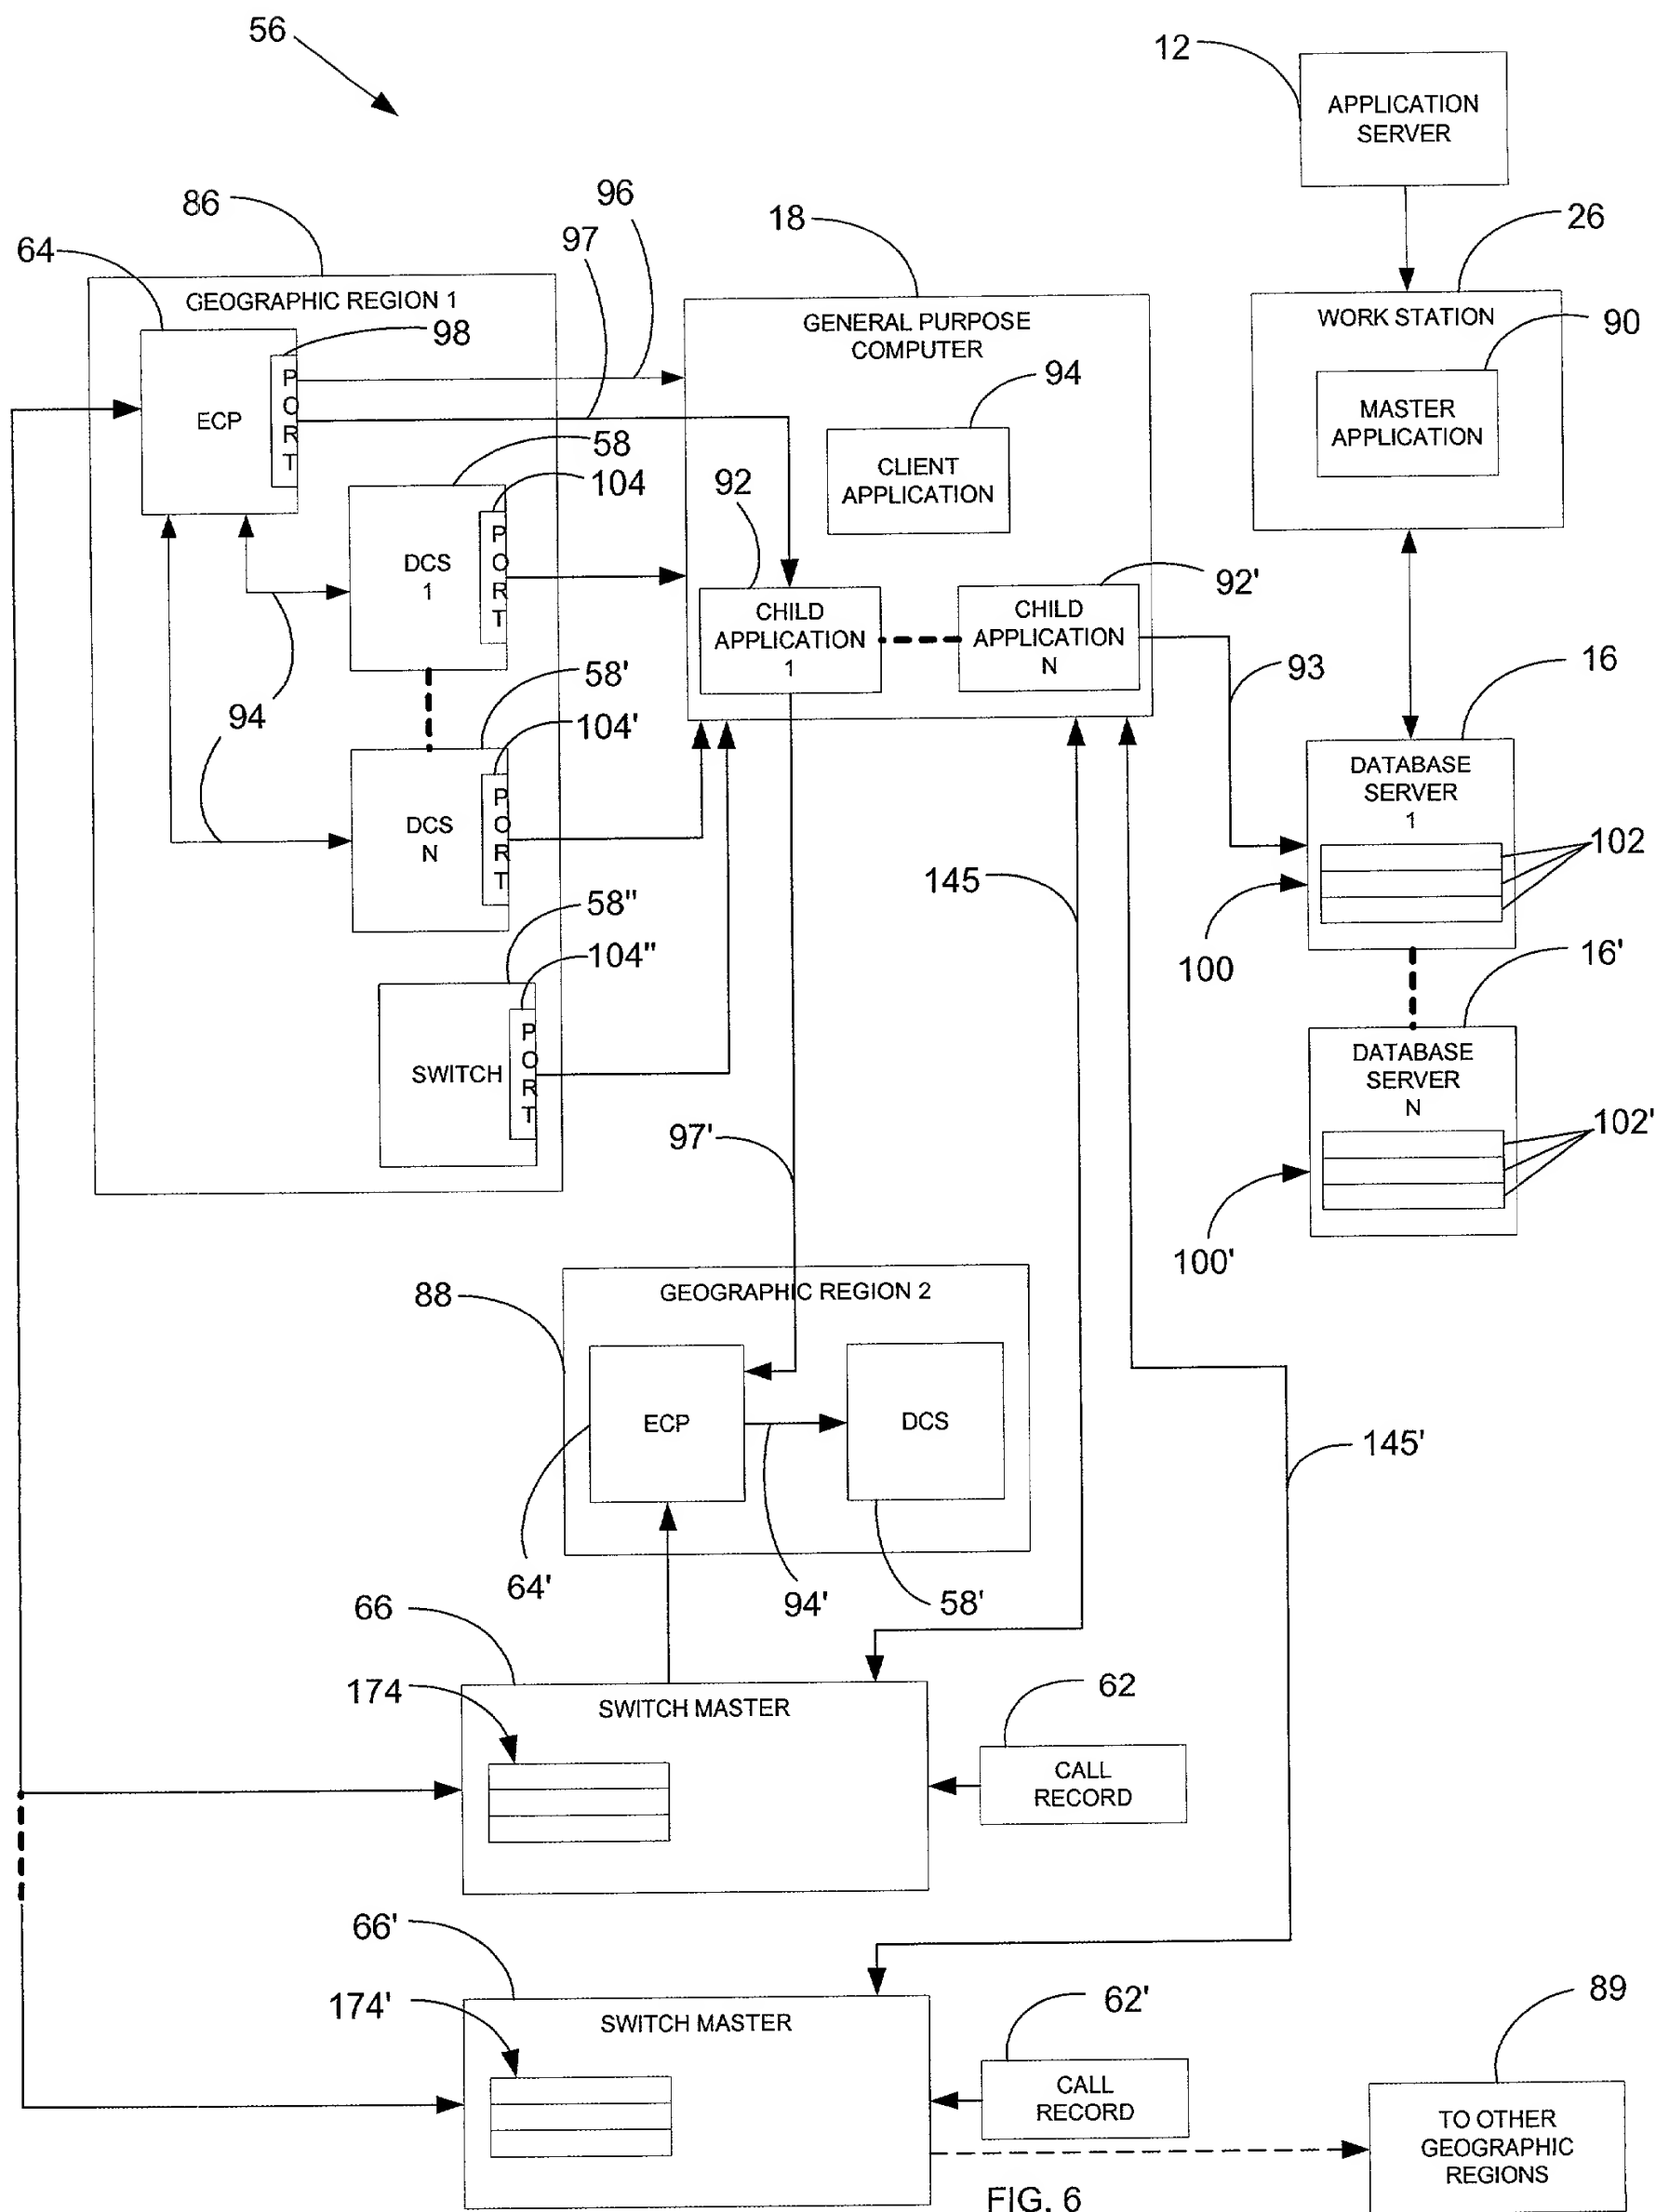 56
12
APPLICATION
SERVER
86
96
97
18
26
64
GEOGRAPHIC REGION 1
98
GENERAL PURPOSE
COMPUTER
WORK STATION
90
ECP
PORT
94
MASTER
APPLICATION
58
104
CLIENT
APPLICATION
92
DCS
1
PORT
92'
CHILD
APPLICATION
1
CHILD
APPLICATION
N
93
16
94
58'
104'
DATABASE
SERVER
1
DCS
N
PORT
102
145
58"
100
16'
104"
SWITCH
PORT
DATABASE
SERVER
N
97'
102'
100'
88
GEOGRAPHIC REGION 2
ECP
DCS
145'
64'
94'
58'
66
174
SWITCH MASTER
62
CALL
RECORD
66'
174'
SWITCH MASTER
62'
89
CALL
RECORD
TO OTHER
GEOGRAPHIC
REGIONS
FIG. 6